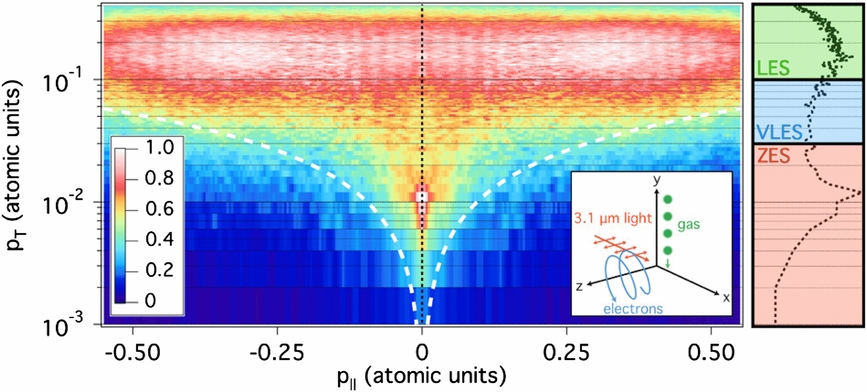 p_T (atomic units)
10^-1
10^-2
10^-3
1.0
0.8
0.6
0.4
0.2
0
-0.50
-0.25
0
0.25
0.50
p_|| (atomic units)
y
3.1 μm light
gas
z
x
electrons
LES
VLES
ZES